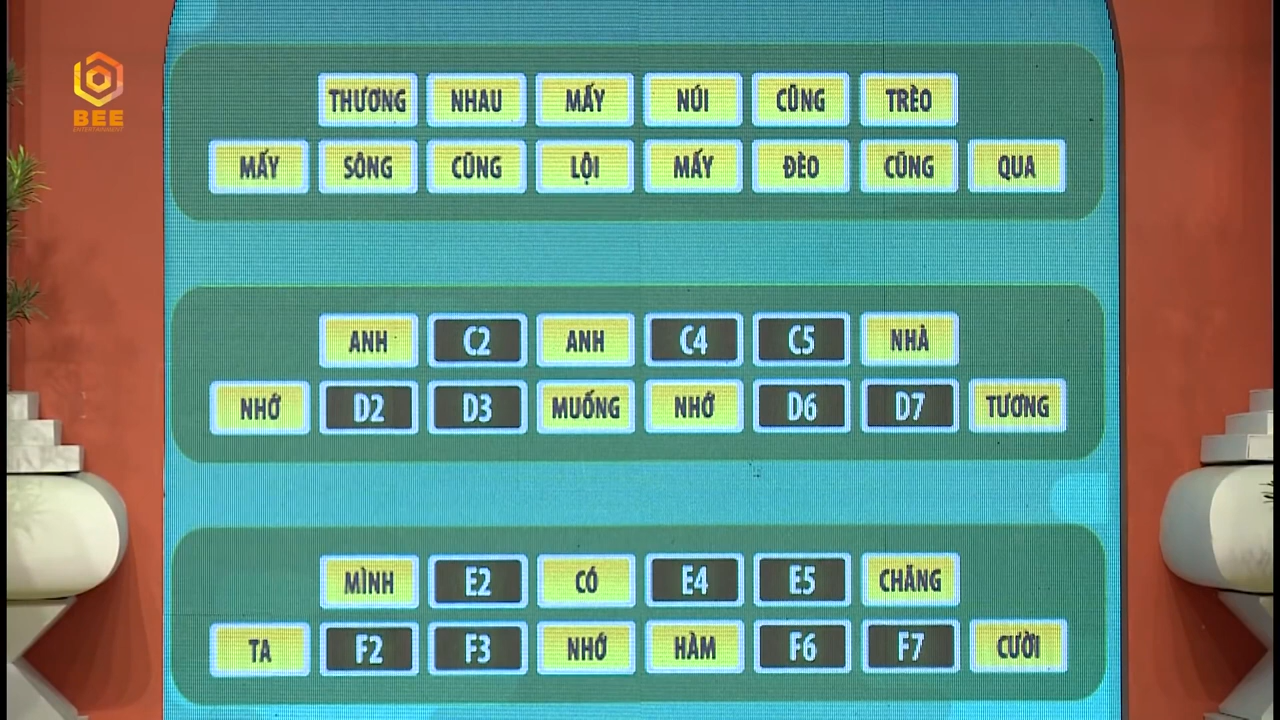 BEE
ENTERTAINMENT
THƯƠNG NHAU MẤY NÚI CŨNG TRÈO
MẤY SÔNG CŨNG LỘI MẤY ĐÈO CŨNG QUA
ANH C2 ANH C4 C5 NHÀ
NHỚ D2 D3 MUỐNG NHỚ D6 D7 TƯƠNG
MÌNH E2 CÓ E4 E5 CHĂNG
TA F2 F3 NHỚ HÀM F6 F7 CƯỜI